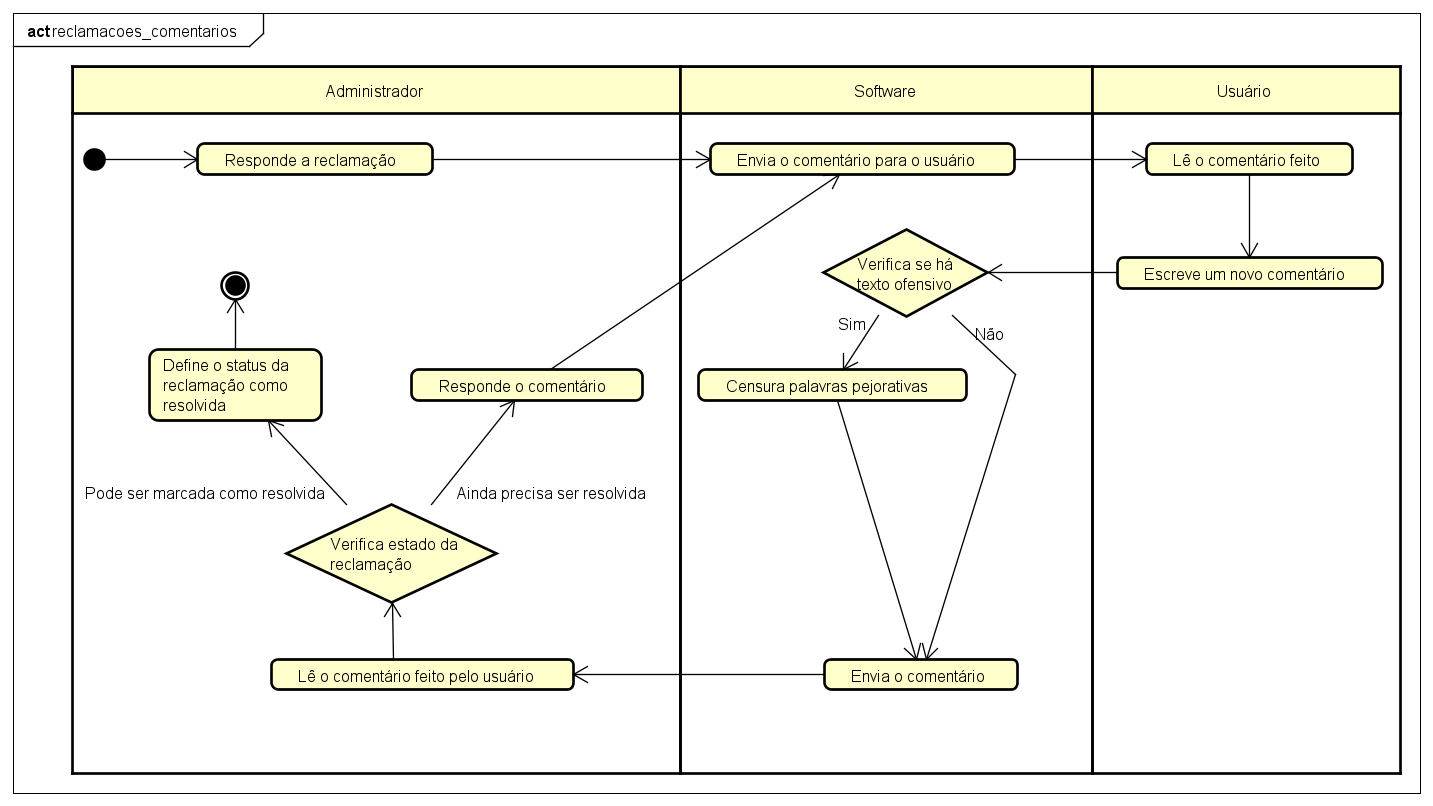 act reclamacoes_comentarios
Administrador
Software
Usuário
Responde a reclamação
Envia o comentário para o usuário
Lê o comentário feito
Verifica se há
texto ofensivo
Escreve um novo comentário
Sim
Não
Define o status da
reclamação como
resolvida
Responde o comentário
Censura palavras pejorativas
Pode ser marcada como resolvida
Ainda precisa ser resolvida
Verifica estado da
reclamação
Lê o comentário feito pelo usuário
Envia o comentário